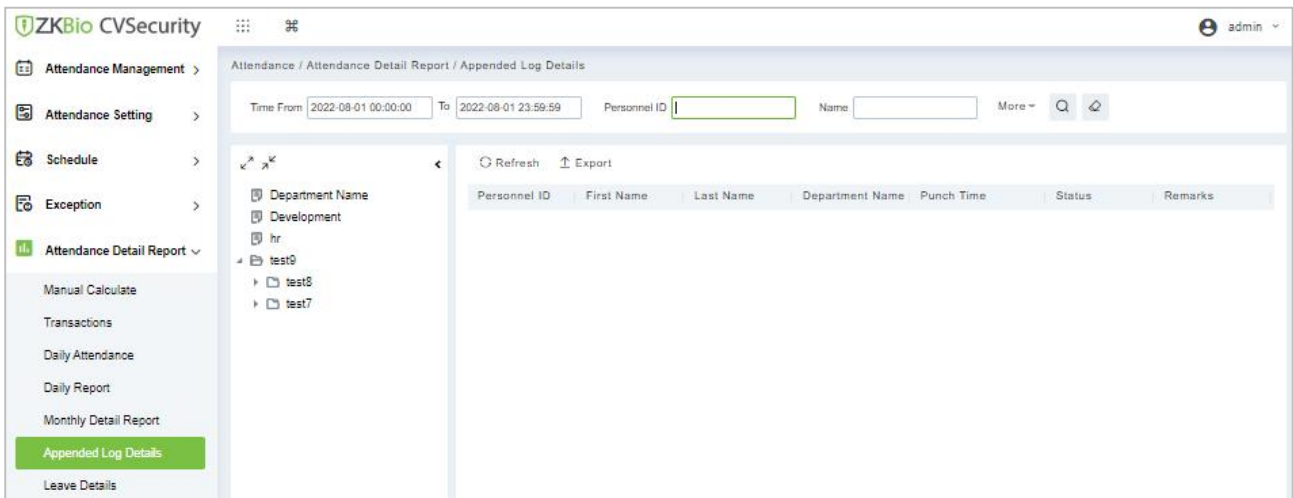 ZKBio CVSecurity
admin
Attendance Management
Attendance Setting
Schedule
Exception
Attendance Detail Report
Manual Calculate
Transactions
Daily Attendance
Daily Report
Monthly Detail Report
Appended Log Details
Leave Details
Attendance / Attendance Detail Report / Appended Log Details
Time From 2022-08-01 00:00:00 To 2022-08-01 23:59:59 Personnel ID Name More
Department Name
Development
hr
test9
test8
test7
Refresh Export
Personnel ID First Name Last Name Department Name Punch Time Status Remarks